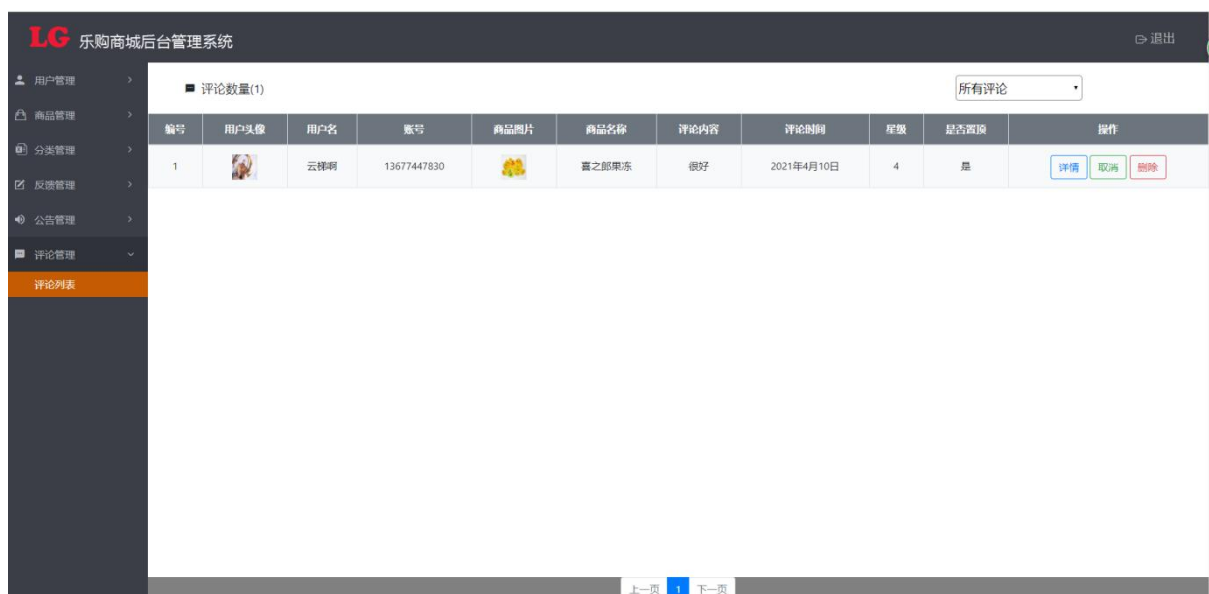 LG 乐购商城后台管理系统 退出
用户管理
商品管理
分类管理
反馈管理
公告管理
评论管理
评论列表
评论数量(1) 所有评论
编号 用户头像 用户名 账号 商品图片 商品名称 评论内容 评论时间 星级 是否置顶 操作
1 云梯啊 13677447830 喜之郎果冻 很好 2021年4月10日 4 是 详情 取消 删除
上一页 1 下一页